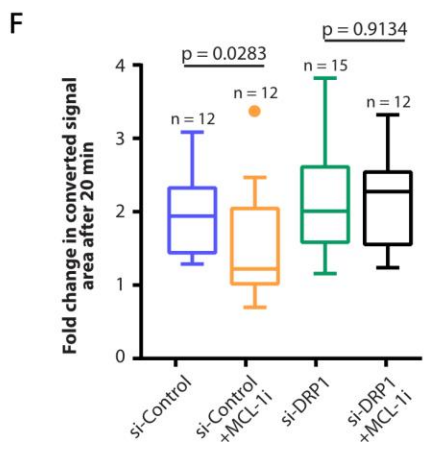 F
p = 0.9134
p = 0.0283
n = 15
n = 12
n = 12
n = 12
Fold change in converted signal
area after 20 min
4
3
2
1
0
si-Control
si-Control
+MCL-1i
si-DRP1
si-DRP1
+MCL-1i